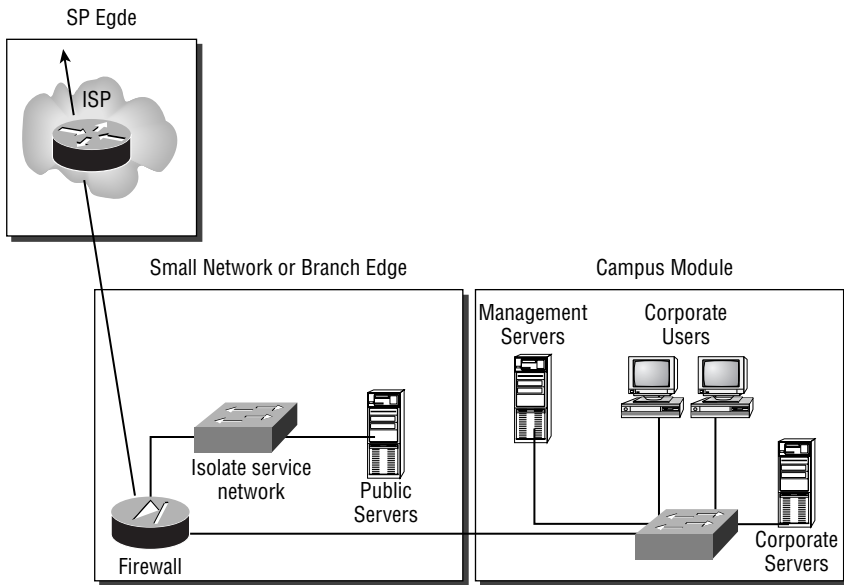 SP Egde
ISP
Small Network or Branch Edge
Campus Module
Management
Servers
Corporate
Users
Isolate service
network
Public
Servers
Firewall
Corporate
Servers